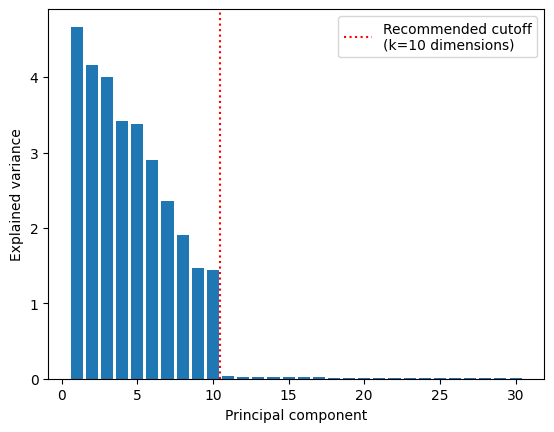 Recommended cutoff
(k=10 dimensions)
Explained variance
4
3
2
1
0
0 5 10 15 20 25 30
Principal component